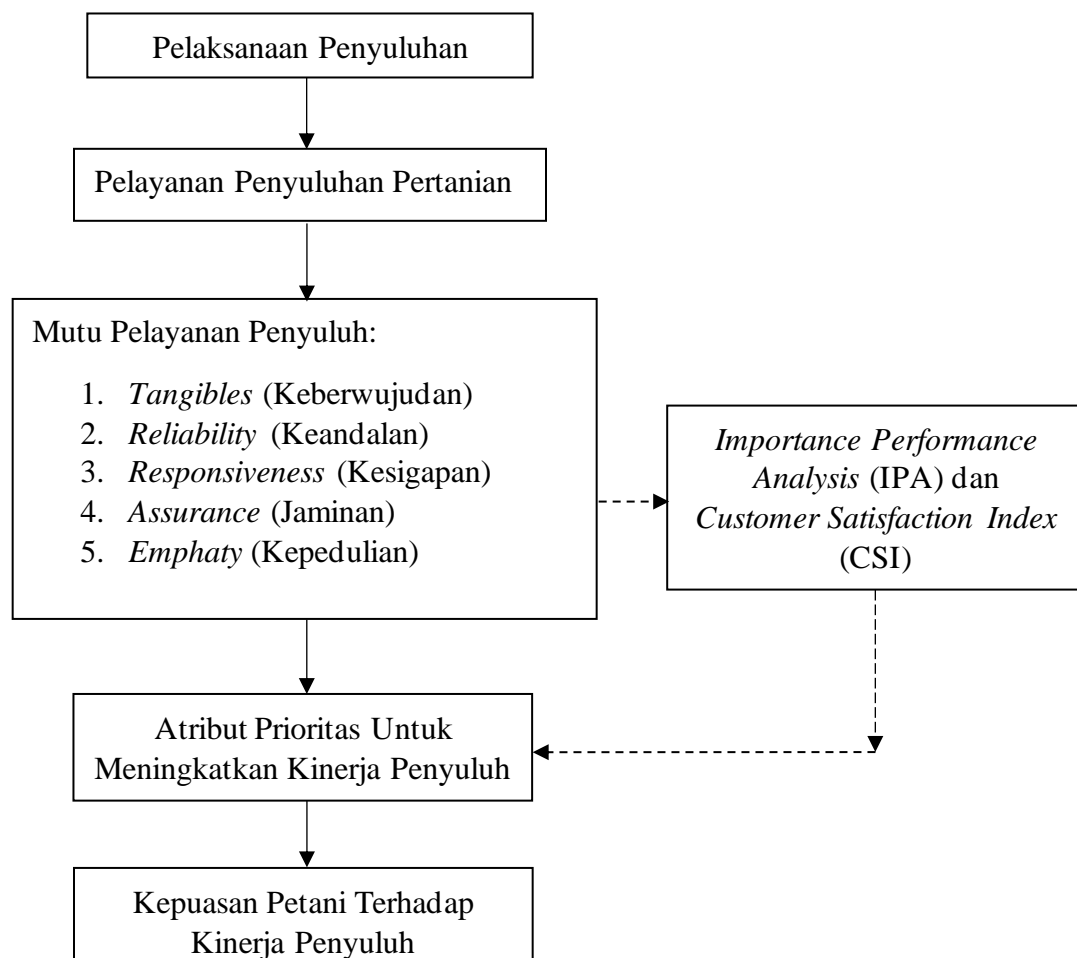 Pelaksanaan Penyuluhan
Pelayanan Penyuluhan Pertanian
Mutu Pelayanan Penyuluh:
1. Tangibles (Keberwujudan)
2. Reliability (Keandalan)
3. Responsiveness (Kesigapan)
4. Assurance (Jaminan)
5. Emphaty (Kepedulian)
Importance Performance
Analysis (IPA) dan
Customer Satisfaction Index
(CSI)
Atribut Prioritas Untuk
Meningkatkan Kinerja Penyuluh
Kepuasan Petani Terhadap
Kinerja Penyuluh